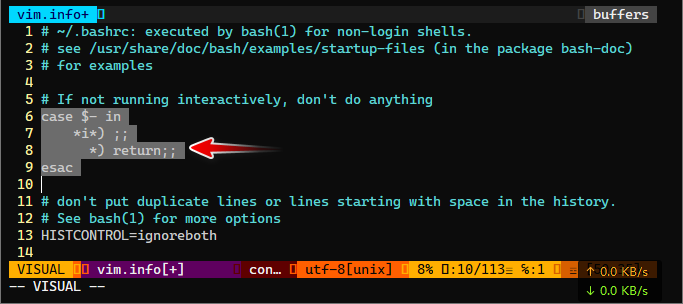 vim.info+ buffers
1 # ~/.bashrc: executed by bash(1) for non-login shells.
2 # see /usr/share/doc/bash/examples/startup-files (in the package bash-doc)
3 # for examples
4
5 # If not running interactively, don't do anything
6 case $- in
7 *i*) ;;
8 *) return;;
9 esac
10
11 # don't put duplicate lines or lines starting with space in the history.
12 # See bash(1) for more options
13 HISTCONTROL=ignoreboth
14
VISUAL vim.info[+] con… utf-8[unix] 8% :10/113≡ %:1
↑ 0.0 KB/s
-- VISUAL --
↓ 0.0 KB/s